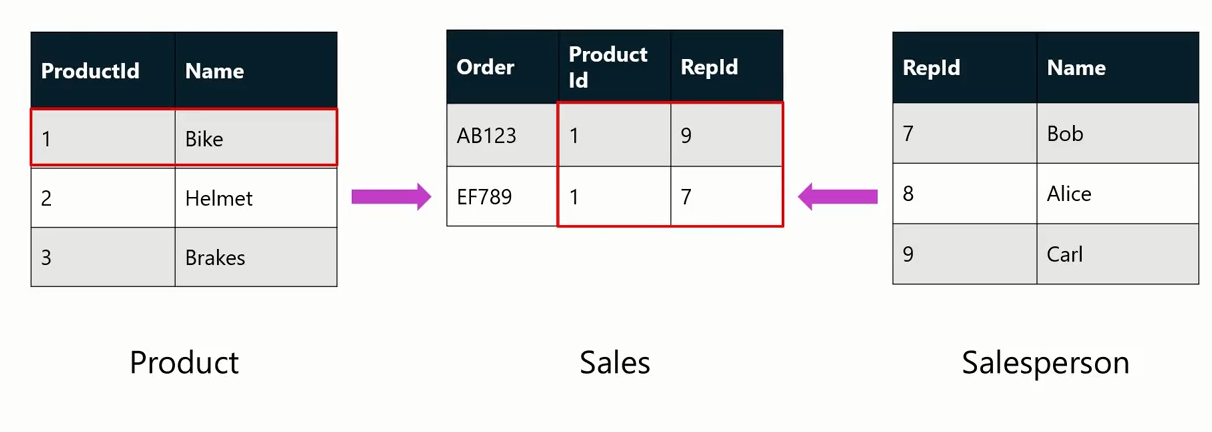 ProductId Name
1 Bike
2 Helmet
3 Brakes
Product
Order Product Id RepId
AB123 1 9
EF789 1 7
Sales
RepId Name
7 Bob
8 Alice
9 Carl
Salesperson